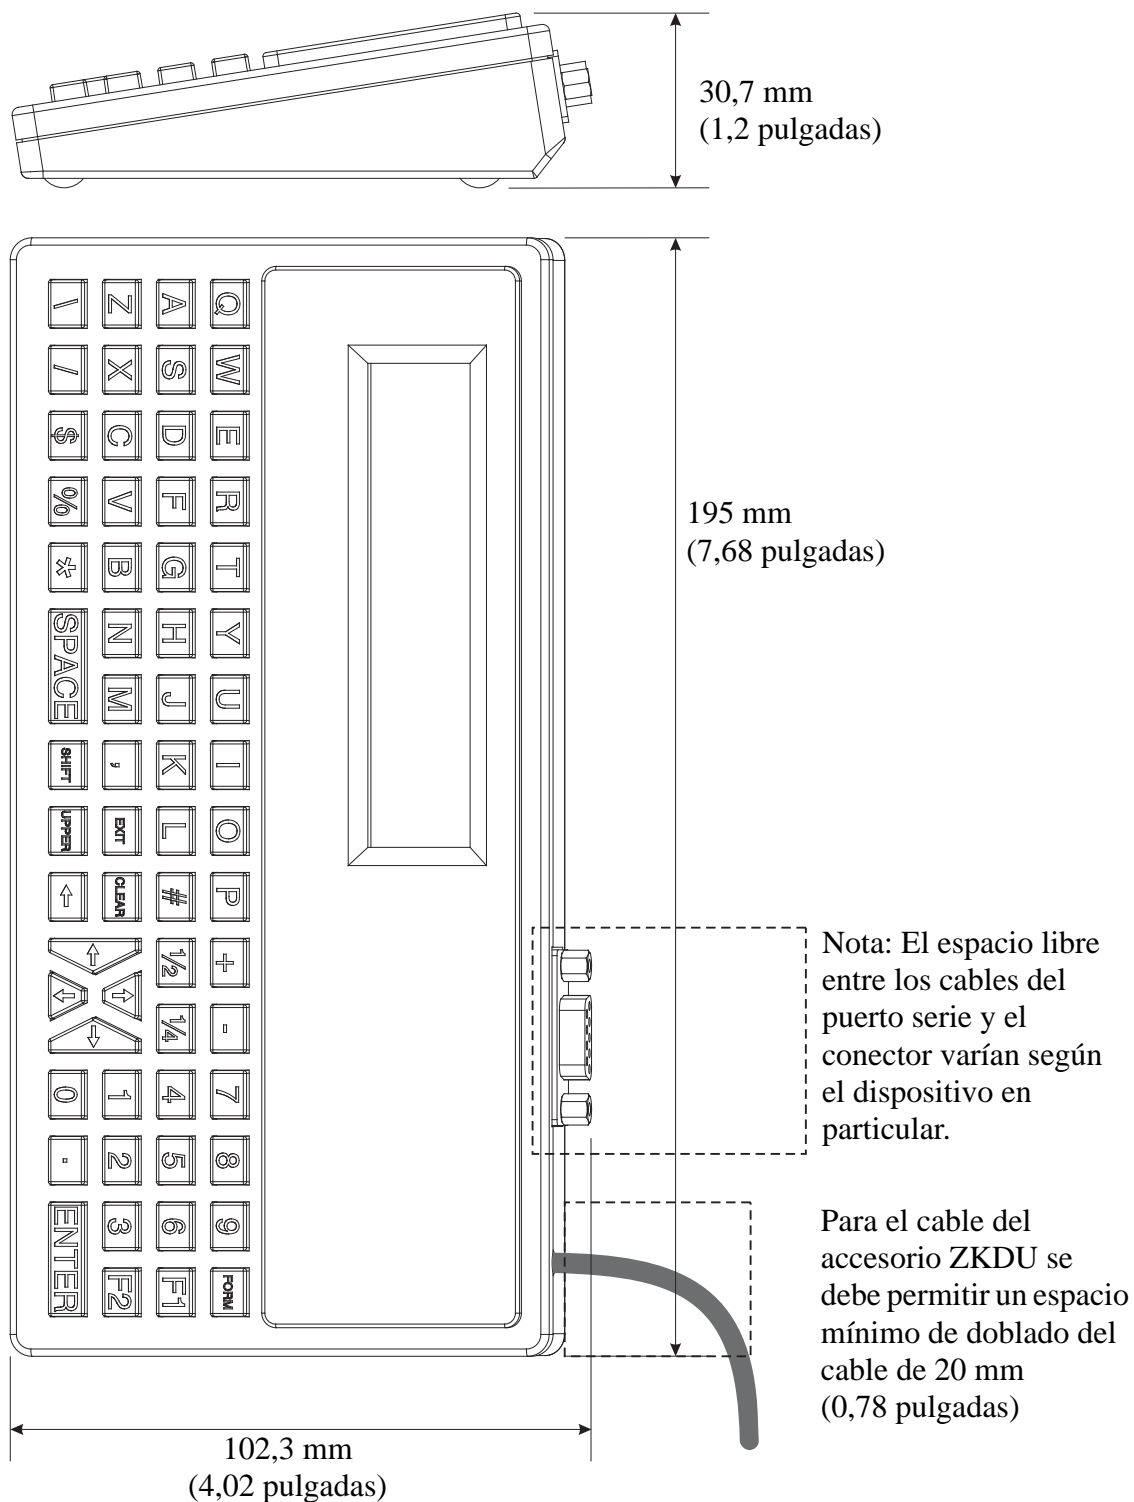 30,7 mm
(1,2 pulgadas)
Q W E R T Y U I O P + - 7 8 9 FORM
A S D F G H J K L # 1/2 1/4 4 5 6 F1
Z X C V B N M , EXIT CLEAR 1 2 3 F2
/ \ $ % * SPACE SHIFT UPPER ← 0 . ENTER
195 mm
(7,68 pulgadas)
Nota: El espacio libre
entre los cables del
puerto serie y el
conector varían según
el dispositivo en
particular.
Para el cable del
accesorio ZKDU se
debe permitir un espacio
mínimo de doblado del
cable de 20 mm
(0,78 pulgadas)
102,3 mm
(4,02 pulgadas)